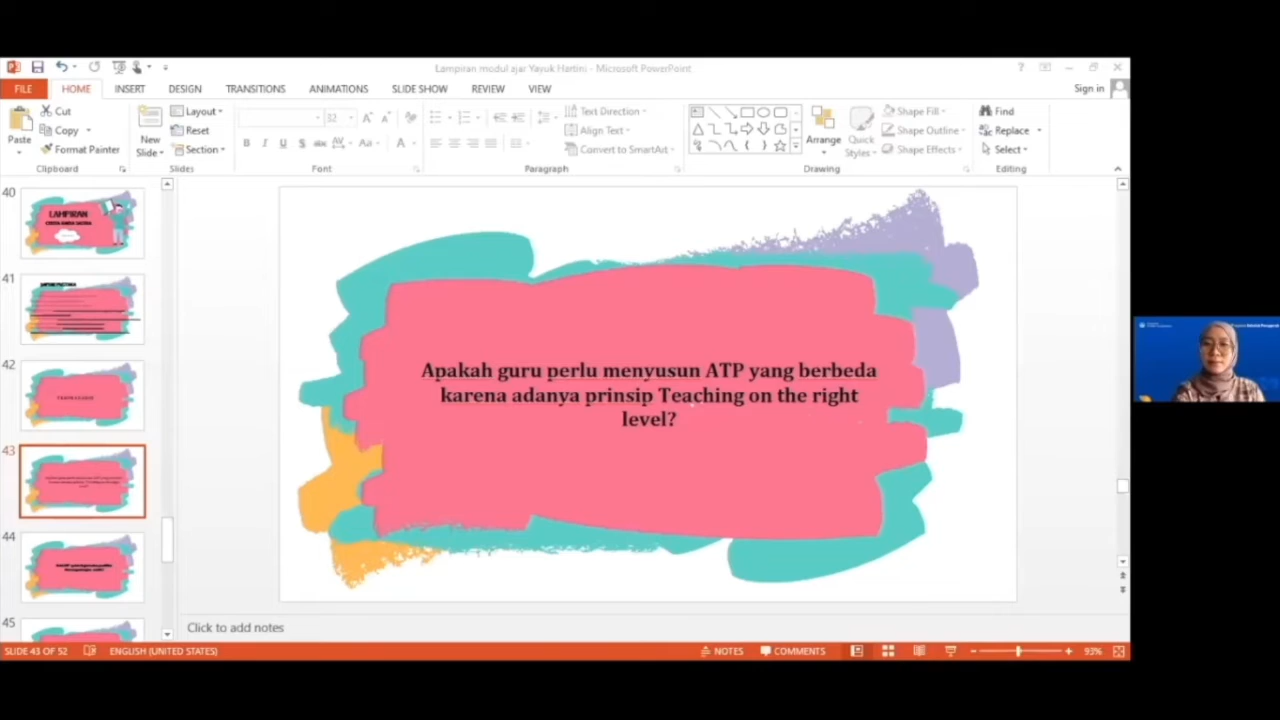 Lampiran modul ajar Yayuk Hartini - Microsoft PowerPoint
FILE HOME INSERT DESIGN TRANSITIONS ANIMATIONS SLIDE SHOW REVIEW VIEW Sign in
Cut Layout 32 Text Direction Shape Fill Find
Copy Reset Align Text Shape Outline Replace
Paste Format Painter New Slide Section Convert to SmartArt Arrange Quick Styles Shape Effects Select
Clipboard Slides Font Paragraph Drawing Editing
40
LAMPIRAN
41
42
43
44
45
Apakah guru perlu menyusun ATP yang berbeda
karena adanya prinsip Teaching on the right
level?
Click to add notes
SLIDE 43 OF 52 ENGLISH (UNITED STATES) NOTES COMMENTS 93%